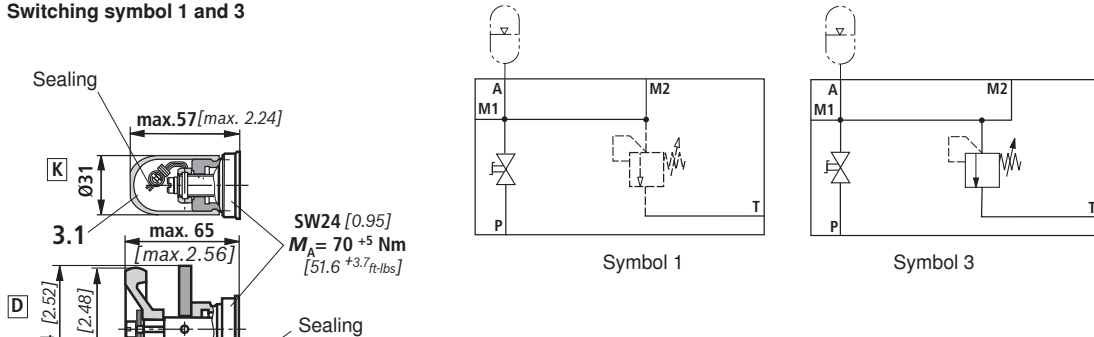 Switching symbol 1 and 3
Sealing
max.57 [max. 2.24]
K
Ø31
3.1
max. 65
[max.2.56]
SW24 [0.95]
MA= 70 +5 Nm
[51.6 +3.7 ft-lbs]
D
[2.52]
[2.48]
Sealing
A
M1
M2
P
T
Symbol 1
A
M1
M2
P
T
Symbol 3